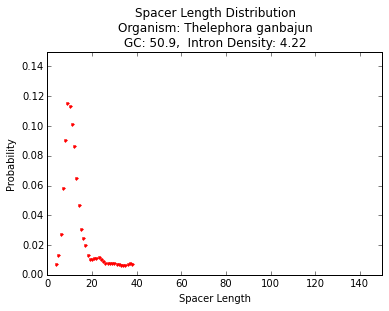 Spacer Length Distribution
Organism: Thelephora ganbajun
GC: 50.9,  Intron Density: 4.22
0.14
0.12
0.10
0.08
0.06
0.04
0.02
0.00
Probability
0 20 40 60 80 100 120 140
Spacer Length